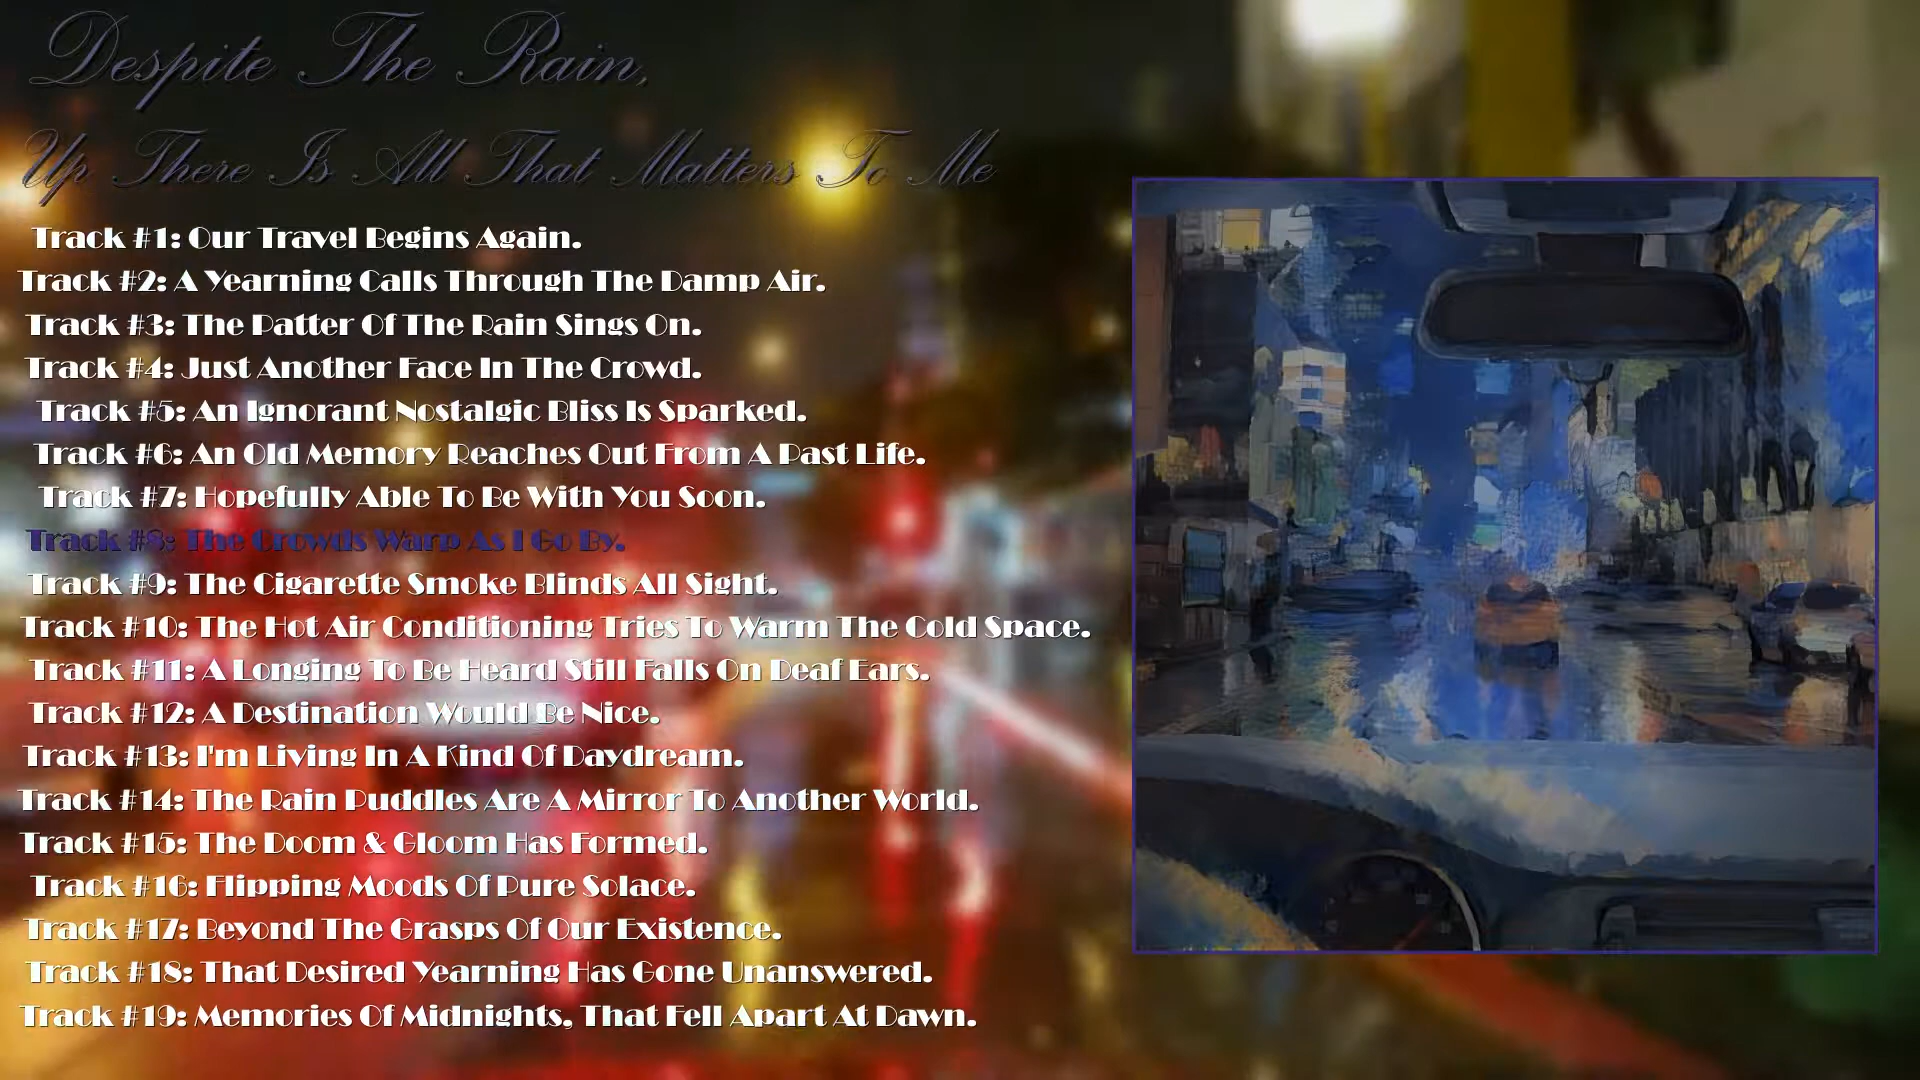 Despite The Rain,
Up There Is All That Matters To Me
Track #1: Our Travel Begins Again.
Track #2: A Yearning Calls Through The Damp Air.
Track #3: The Patter Of The Rain Sings On.
Track #4: Just Another Face In The Crowd.
Track #5: An Ignorant Nostalgic Bliss Is Sparked.
Track #6: An Old Memory Reaches Out From A Past Life.
Track #7: Hopefully Able To Be With You Soon.
Track #8: The Crowds Warp As I Go By.
Track #9: The Cigarette Smoke Blinds All Sight.
Track #10: The Hot Air Conditioning Tries To Warm The Cold Space.
Track #11: A Longing To Be Heard Still Falls On Deaf Ears.
Track #12: A Destination Would Be Nice.
Track #13: I'm Living In A Kind Of Daydream.
Track #14: The Rain Puddles Are A Mirror To Another World.
Track #15: The Doom & Gloom Has Formed.
Track #16: Flipping Moods Of Pure Solace.
Track #17: Beyond The Grasps Of Our Existence.
Track #18: That Desired Yearning Has Gone Unanswered.
Track #19: Memories Of Midnights, That Fell Apart At Dawn.